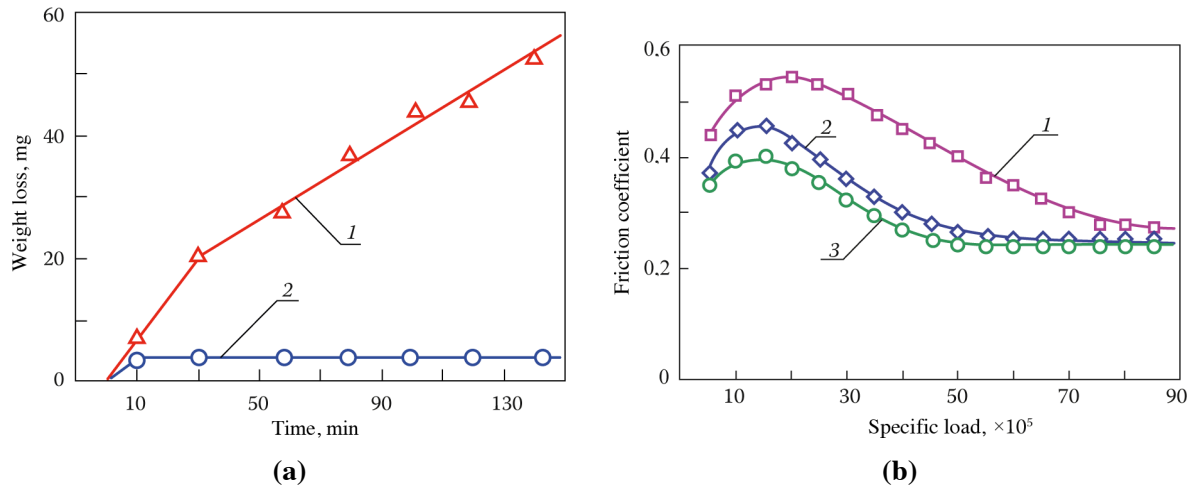 60
40
20
0
Weight loss, mg
1
2
10 50 90 130
Time, min
(a)
0.6
0.4
0.2
0
Friction coefficient
1
2
3
10 30 50 70 90
Specific load, ×10⁵
(b)